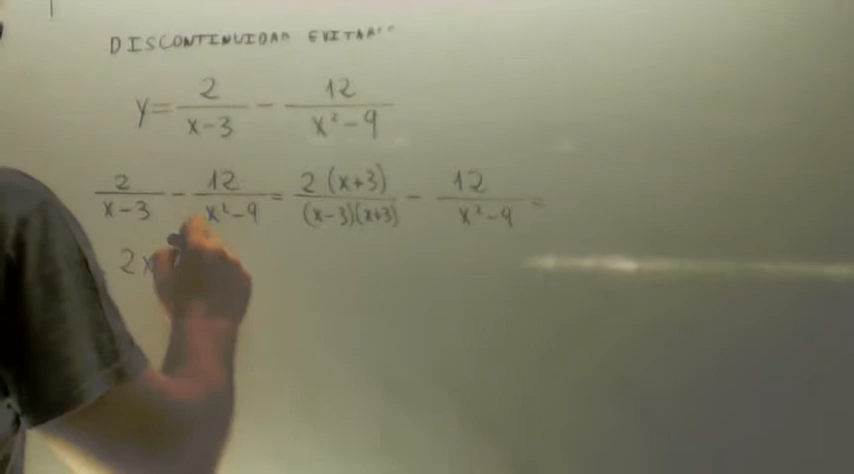 DISCONTINUIDAD
y = 2/(x-3) - 12/(x²-9)
2/(x-3) - 12/(x²-9) = 2(x+3)/((x-3)(x+3)) - 12/(x²-9) =
2x